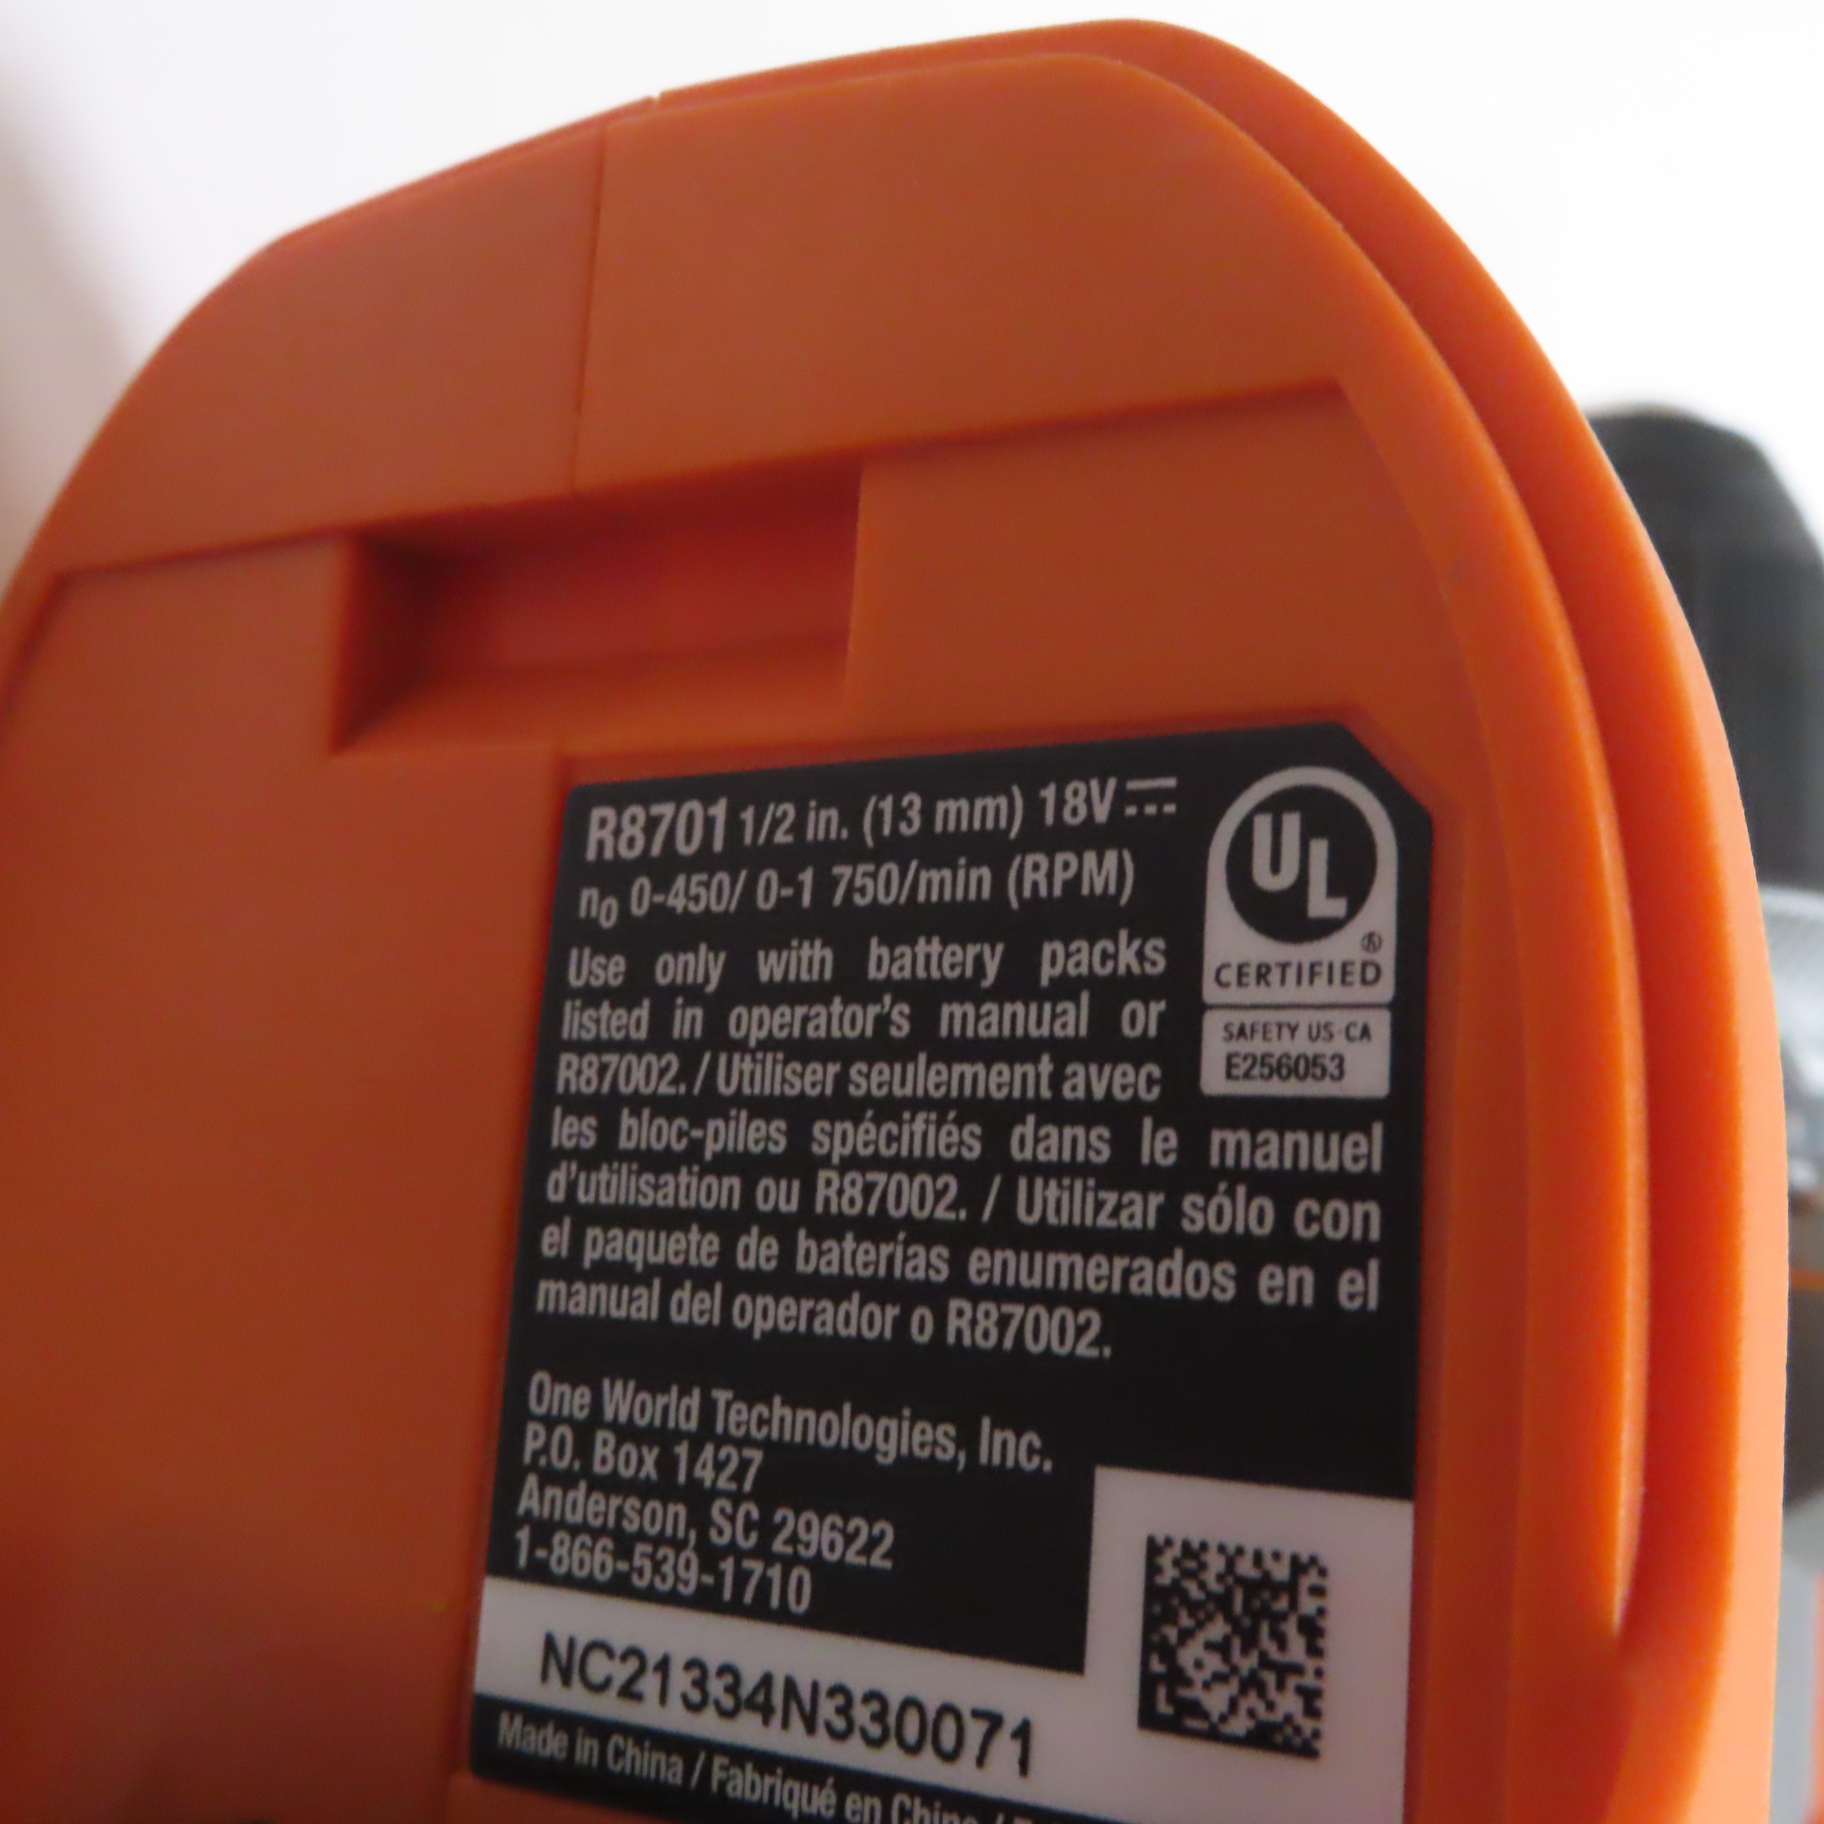 R8701 1/2 in. (13 mm) 18V
no 0-450/ 0-1 750/min (RPM)
Use only with battery packs
listed in operator's manual or
R87002. / Utiliser seulement avec
les bloc-piles spécifiés dans le manuel
d'utilisation ou R87002. / Utilizar sólo con
el paquete de baterías enumerados en el
manual del operador o R87002.
UL
®
CERTIFIED
SAFETY US-CA
E256053
One World Technologies, Inc.
P.O. Box 1427
Anderson, SC 29622
1-866-539-1710
NC21334N330071
Made in China / Fabriqué en Chine /